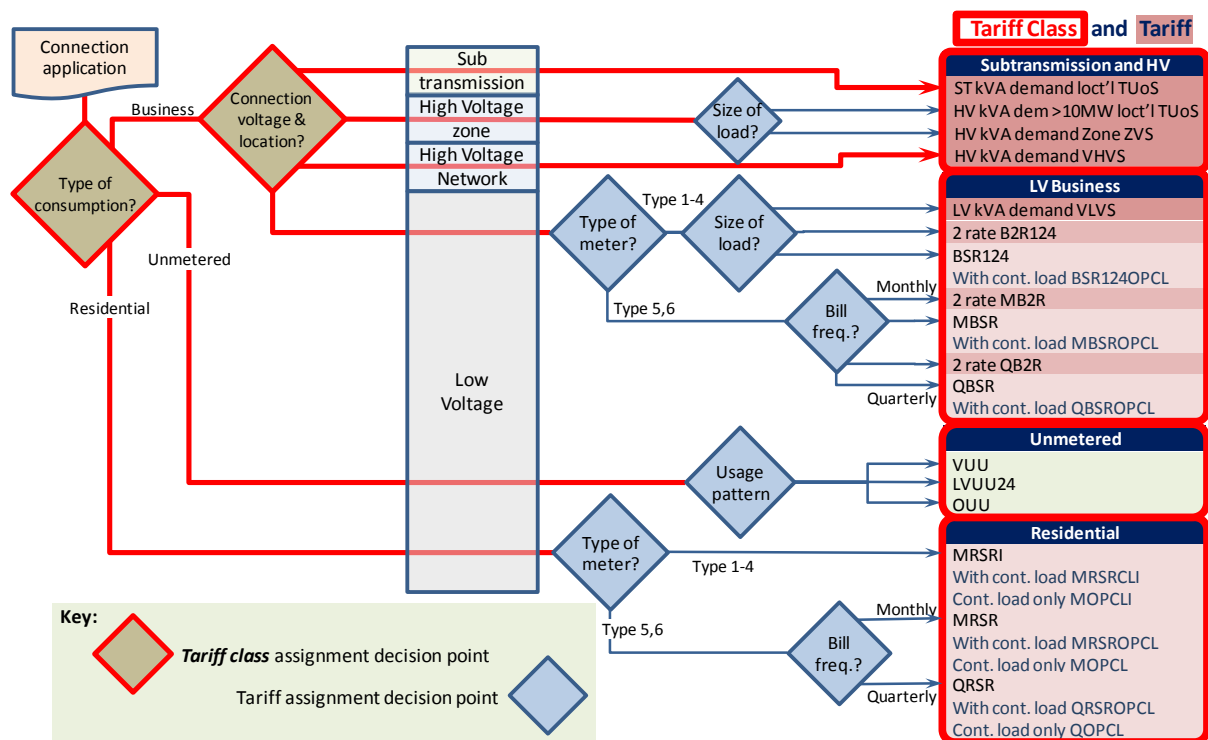 Tariff Class and Tariff
Connection
application
Business
Connection
voltage &
location?
Type of
consumption?
Unmetered
Residential
Sub
transmission
High Voltage
zone
High Voltage
Network
Low
Voltage
Size of
load?
Type of
meter?
Type 1-4
Size of
load?
Type 5,6
Bill
freq.?
Monthly
Quarterly
Usage
pattern
Type of
meter?
Type 1-4
Type 5,6
Bill
freq.?
Monthly
Quarterly
Subtransmission and HV
ST kVA demand loct'l TUoS
HV kVA dem >10MW loct'l TUoS
HV kVA demand Zone ZVS
HV kVA demand VHVS
LV Business
LV kVA demand VLVS
2 rate B2R124
BSR124
With cont. load BSR124OPCL
2 rate MB2R
MBSR
With cont. load MBSROPCL
2 rate QB2R
QBSR
With cont. load QBSROPCL
Unmetered
VUU
LVUU24
OUU
Residential
MRSRI
With cont. load MRSRCLI
Cont. load only MOPCLI
MRSR
With cont. load MRSROPCL
Cont. load only MOPCL
QRSR
With cont. load QRSROPCL
Cont. load only QOPCL
Key:
Tariff class assignment decision point
Tariff assignment decision point